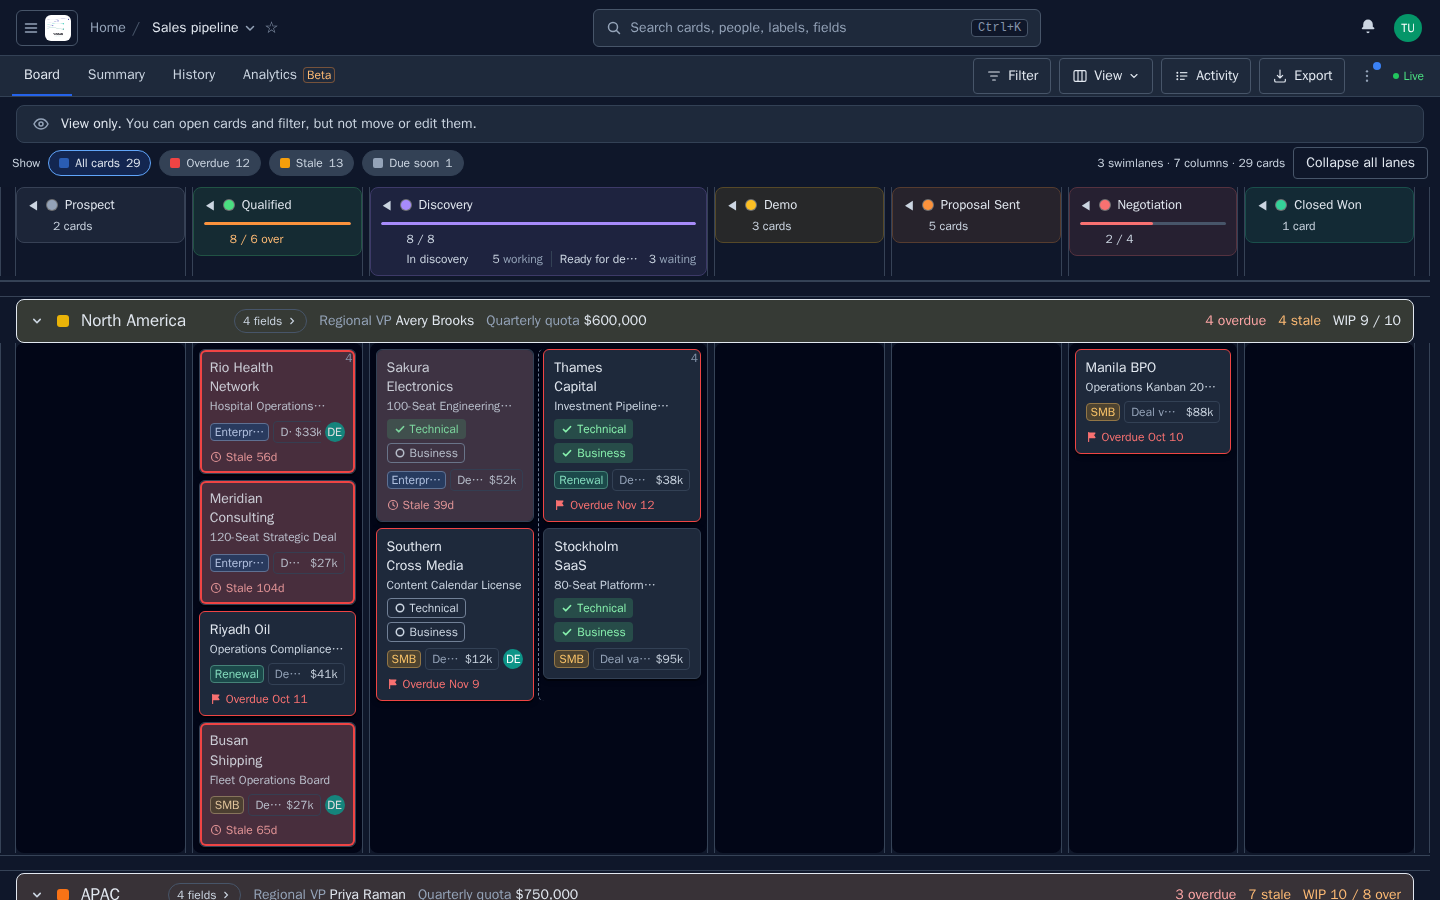 Home / Sales pipeline
Search cards, people, labels, fields Ctrl+K
TU
Board Summary History Analytics Beta
Filter View Activity Export Live
View only. You can open cards and filter, but not move or edit them.
Show All cards 29 Overdue 12 Stale 13 Due soon 1
3 swimlanes · 7 columns · 29 cards Collapse all lanes
Prospect
2 cards
Qualified
8 / 6 over
Discovery
8 / 8
In discovery 5 working Ready for de··· 3 waiting
Demo
3 cards
Proposal Sent
5 cards
Negotiation
2 / 4
Closed Won
1 card
North America 4 fields Regional VP Avery Brooks Quarterly quota $600,000 4 overdue 4 stale WIP 9 / 10
4
Rio Health
Network
Hospital Operations···
Enterpr··· D· $33k DE
Stale 56d
Meridian
Consulting
120-Seat Strategic Deal
Enterpr··· D··· $27k
Stale 104d
Riyadh Oil
Operations Compliance···
Renewal De··· $41k
Overdue Oct 11
Busan
Shipping
Fleet Operations Board
SMB De··· $27k DE
Stale 65d
Sakura
Electronics
100-Seat Engineering···
Technical
Business
Enterpr··· De··· $52k
Stale 39d
Southern
Cross Media
Content Calendar License
Technical
Business
SMB De··· $12k DE
Overdue Nov 9
4
Thames
Capital
Investment Pipeline···
Technical
Business
Renewal De··· $38k
Overdue Nov 12
Stockholm
SaaS
80-Seat Platform···
Technical
Business
SMB Deal va··· $95k
Manila BPO
Operations Kanban 20···
SMB Deal v··· $88k
Overdue Oct 10
APAC 4 fields Regional VP Priya Raman Quarterly quota $750,000 3 overdue 7 stale WIP 10 / 8 over